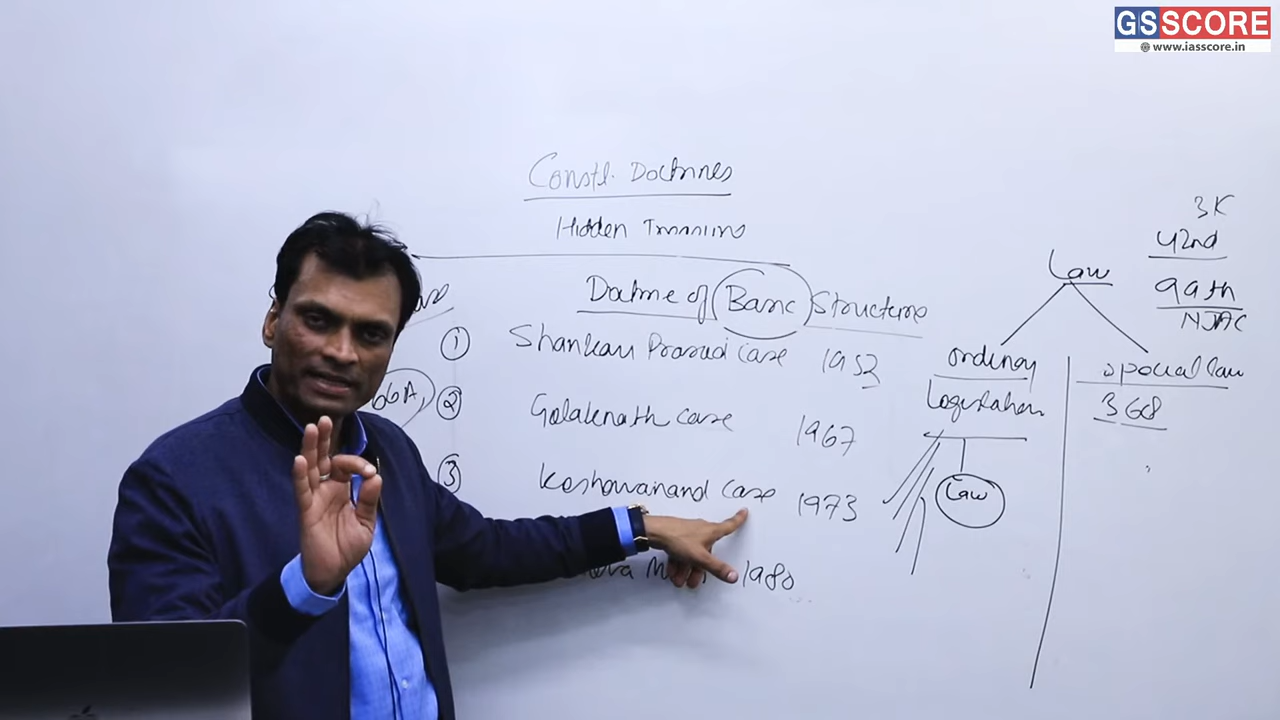 GSSCORE
www.iasscore.in
Constl. Doctrines
Hidden
Doctrine of Basic Structure
1 Shankari Prasad Case 1952
66A, 2 Golaknath case 1967
3 Keshavanand Case 1973
1980
Law
ordinary
Legislation
Law
special law
368
3K
42nd
99th
NJAC